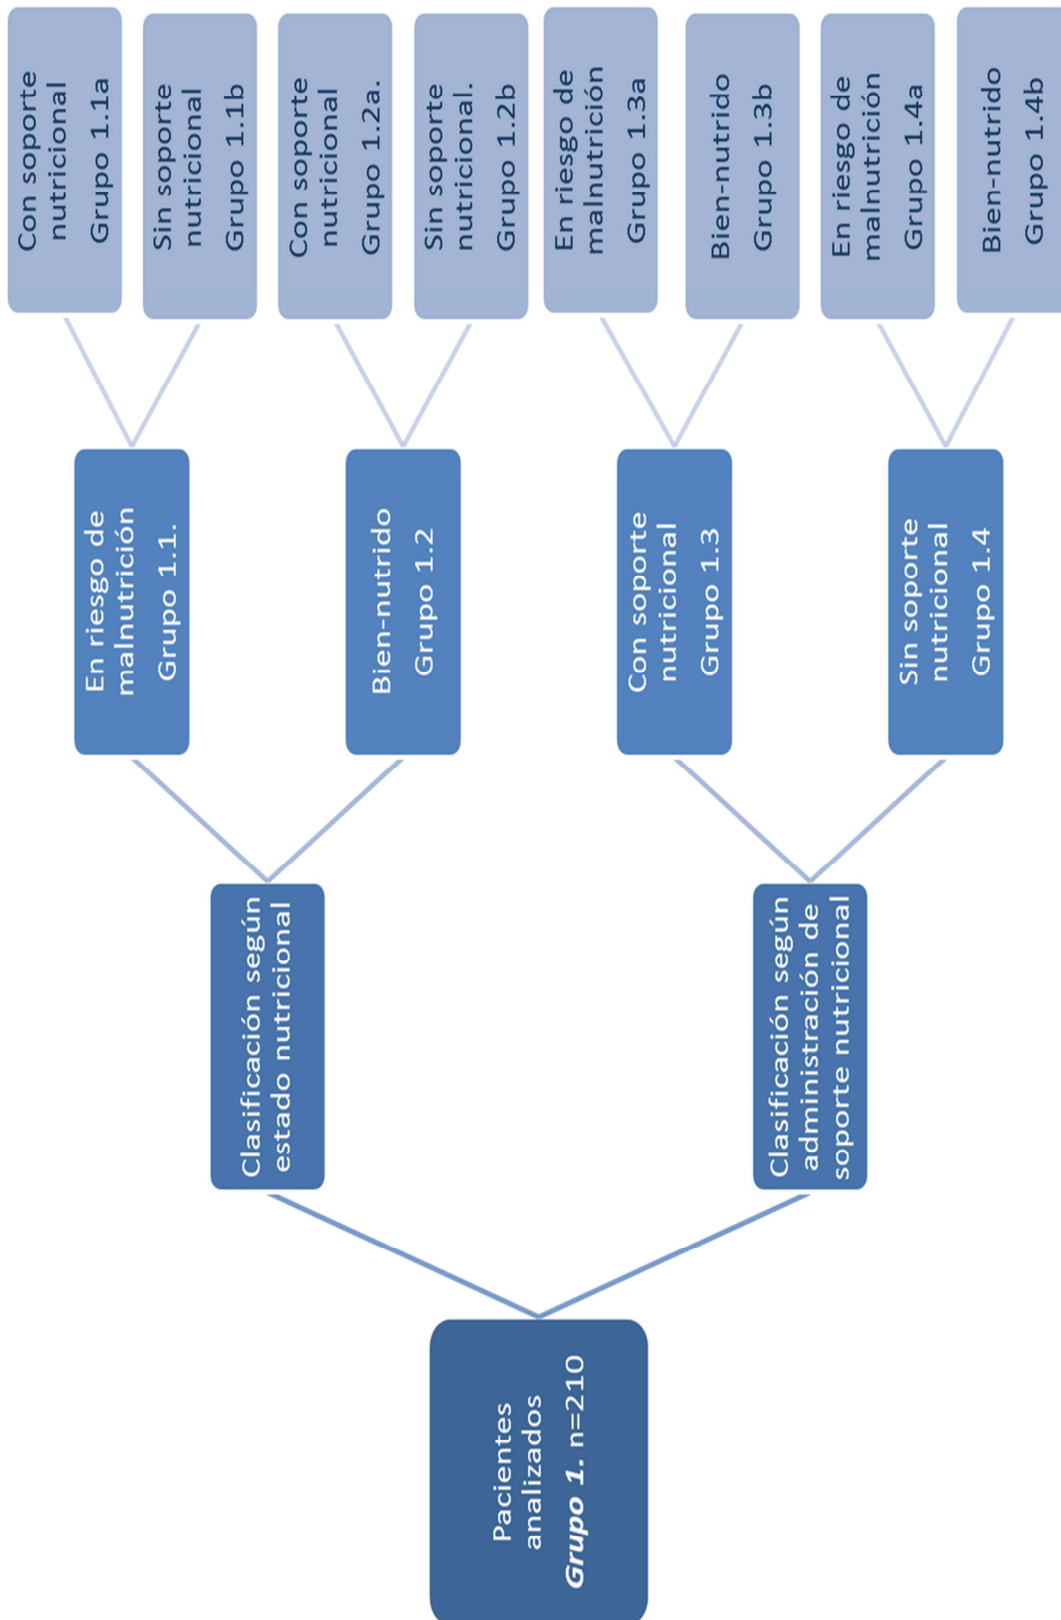 Pacientes
analizados
Grupo 1. n=210
Clasificación según
estado nutricional
Clasificación según
administración de
soporte nutricional
En riesgo de
malnutrición
Grupo 1.1.
Bien-nutrido
Grupo 1.2
Con soporte
nutricional
Grupo 1.3
Sin soporte
nutricional
Grupo 1.4
Con soporte
nutricional
Grupo 1.1a
Sin soporte
nutricional
Grupo 1.1b
Con soporte
nutricional
Grupo 1.2a.
Sin soporte
nutricional.
Grupo 1.2b
En riesgo de
malnutrición
Grupo 1.3a
Bien-nutrido
Grupo 1.3b
En riesgo de
malnutrición
Grupo 1.4a
Bien-nutrido
Grupo 1.4b